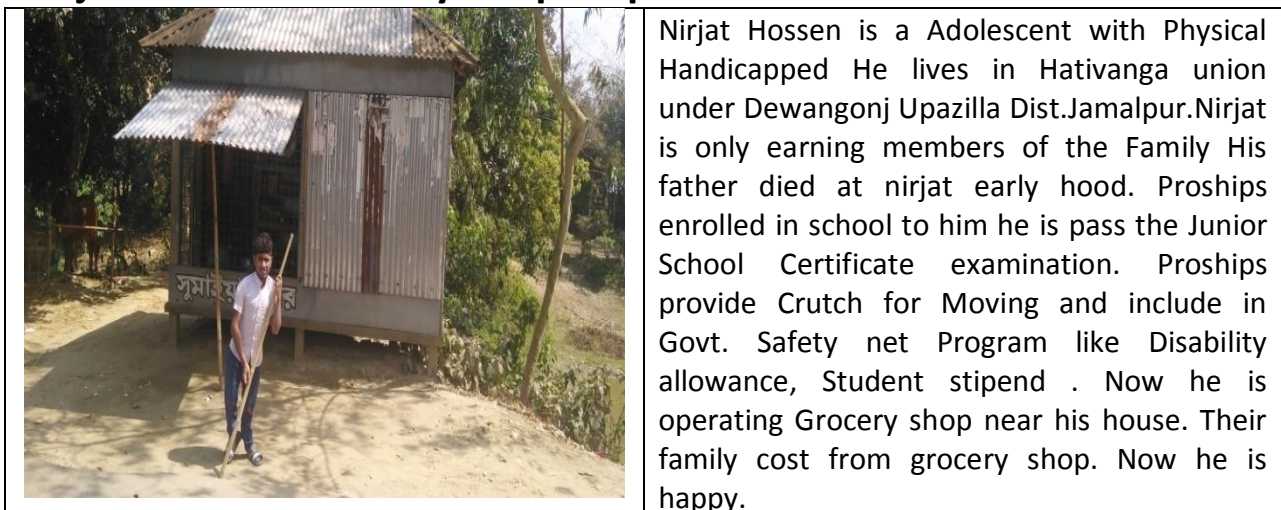 Nirjat Hossen is a Adolescent with Physical
Handicapped He lives in Hativanga union
under Dewangonj Upazilla Dist.Jamalpur.Nirjat
is only earning members of the Family His
father died at nirjat early hood. Proships
enrolled in school to him he is pass the Junior
School Certificate examination. Proships
provide Crutch for Moving and include in
Govt. Safety net Program like Disability
allowance, Student stipend . Now he is
operating Grocery shop near his house. Their
family cost from grocery shop. Now he is
happy.